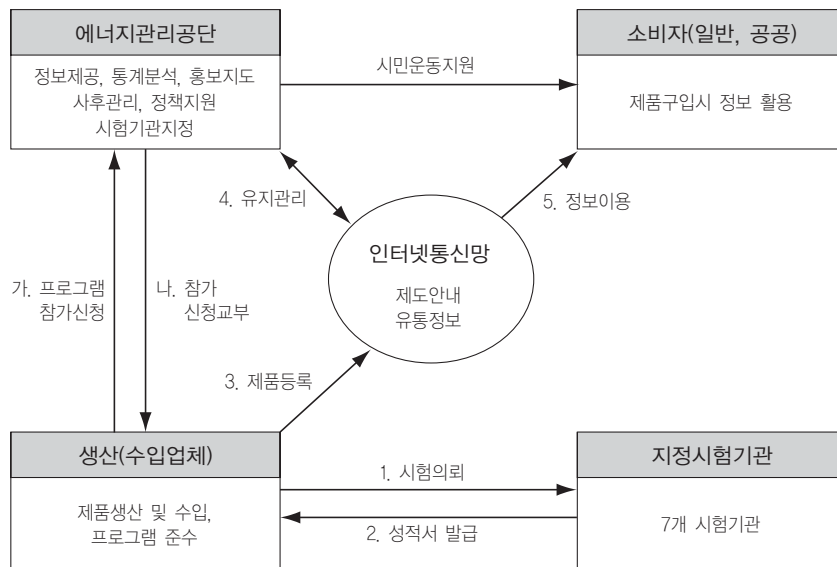 에너지관리공단
정보제공, 통계분석, 홍보지도
사후관리, 정책지원
시험기관지정
시민운동지원
소비자(일반, 공공)
제품구입시 정보 활용
4. 유지관리
5. 정보이용
인터넷통신망
제도안내
유통정보
가. 프로그램
참가신청
나. 참가
신청교부
3. 제품등록
생산(수입업체)
제품생산 및 수입,
프로그램 준수
1. 시험의뢰
2. 성적서 발급
지정시험기관
7개 시험기관